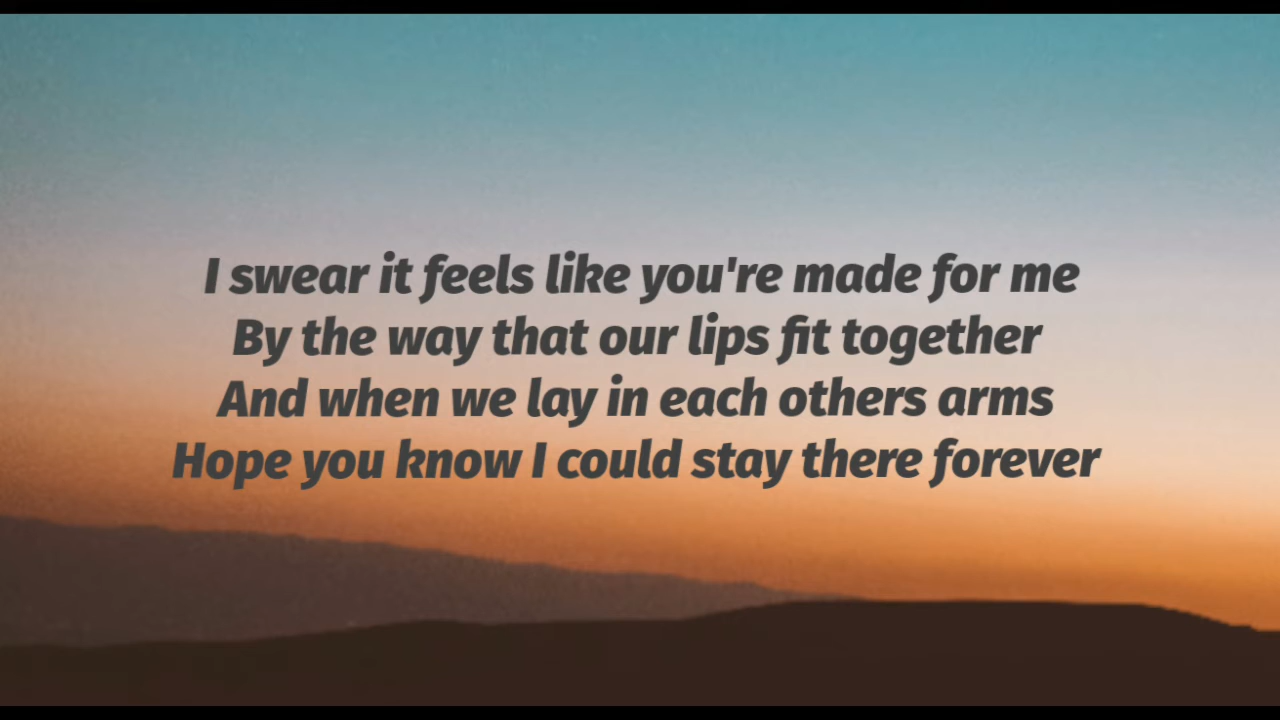 I swear it feels like you're made for me
By the way that our lips fit together
And when we lay in each others arms
Hope you know I could stay there forever